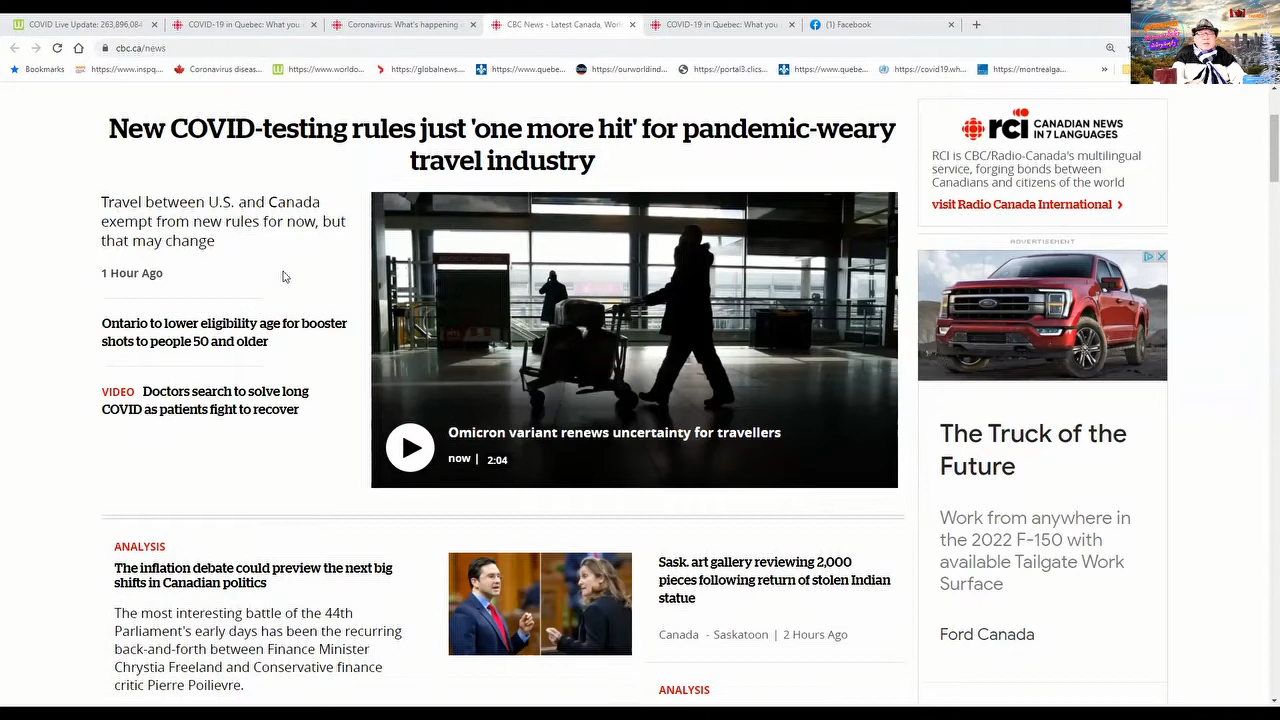 COVID Live Update: 263,896,084
COVID-19 in Quebec: What you
Coronavirus: What's happening
CBC News - Latest Canada, Wor
COVID-19 in Quebec: What you
(1) Facebook
cbc.ca/news
Bookmarks
https://www.inspq...
Coronavirus diseas...
https://www.worldo...
https://globalnews...
https://www.quebe...
https://ourworldind...
https://portal3.clics...
https://www.quebe...
https://covid19.wh...
https://montrealga...
New COVID-testing rules just 'one more hit' for pandemic-weary
travel industry
Travel between U.S. and Canada
exempt from new rules for now, but
that may change
1 Hour Ago
Ontario to lower eligibility age for booster
shots to people 50 and older
VIDEO Doctors search to solve long
COVID as patients fight to recover
Omicron variant renews uncertainty for travellers
now | 2:04
ANALYSIS
The inflation debate could preview the next big
shifts in Canadian politics
The most interesting battle of the 44th
Parliament's early days has been the recurring
back-and-forth between Finance Minister
Chrystia Freeland and Conservative finance
critic Pierre Poilievre.
Sask. art gallery reviewing 2,000
pieces following return of stolen Indian
statue
Canada - Saskatoon | 2 Hours Ago
ANALYSIS
rci CANADIAN NEWS
IN 7 LANGUAGES
RCI is CBC/Radio-Canada's multilingual
service, forging bonds between
Canadians and citizens of the world
visit Radio Canada International
ADVERTISEMENT
The Truck of the
Future
Work from anywhere in
the 2022 F-150 with
available Tailgate Work
Surface
Ford Canada